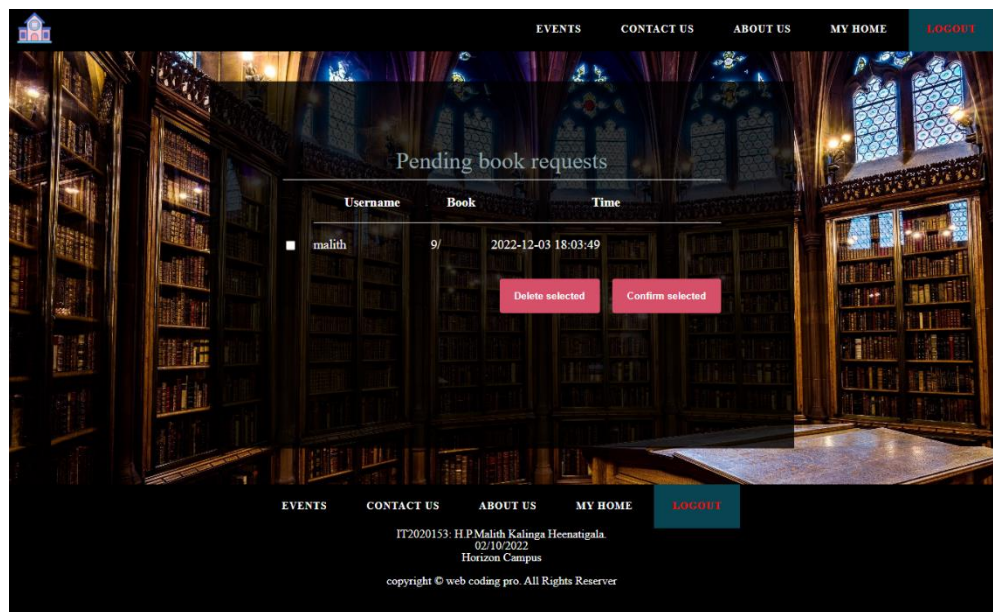 EVENTS CONTACT US ABOUT US MY HOME LOGOUT
Pending book requests
Username Book Time
malith 9/ 2022-12-03 18:03:49
Delete selected Confirm selected
EVENTS CONTACT US ABOUT US MY HOME LOGOUT
IT2020153: H.P.Malith Kalinga Heenatigala.
02/10/2022
Horizon Campus
copyright © web coding pro. All Rights Reserver